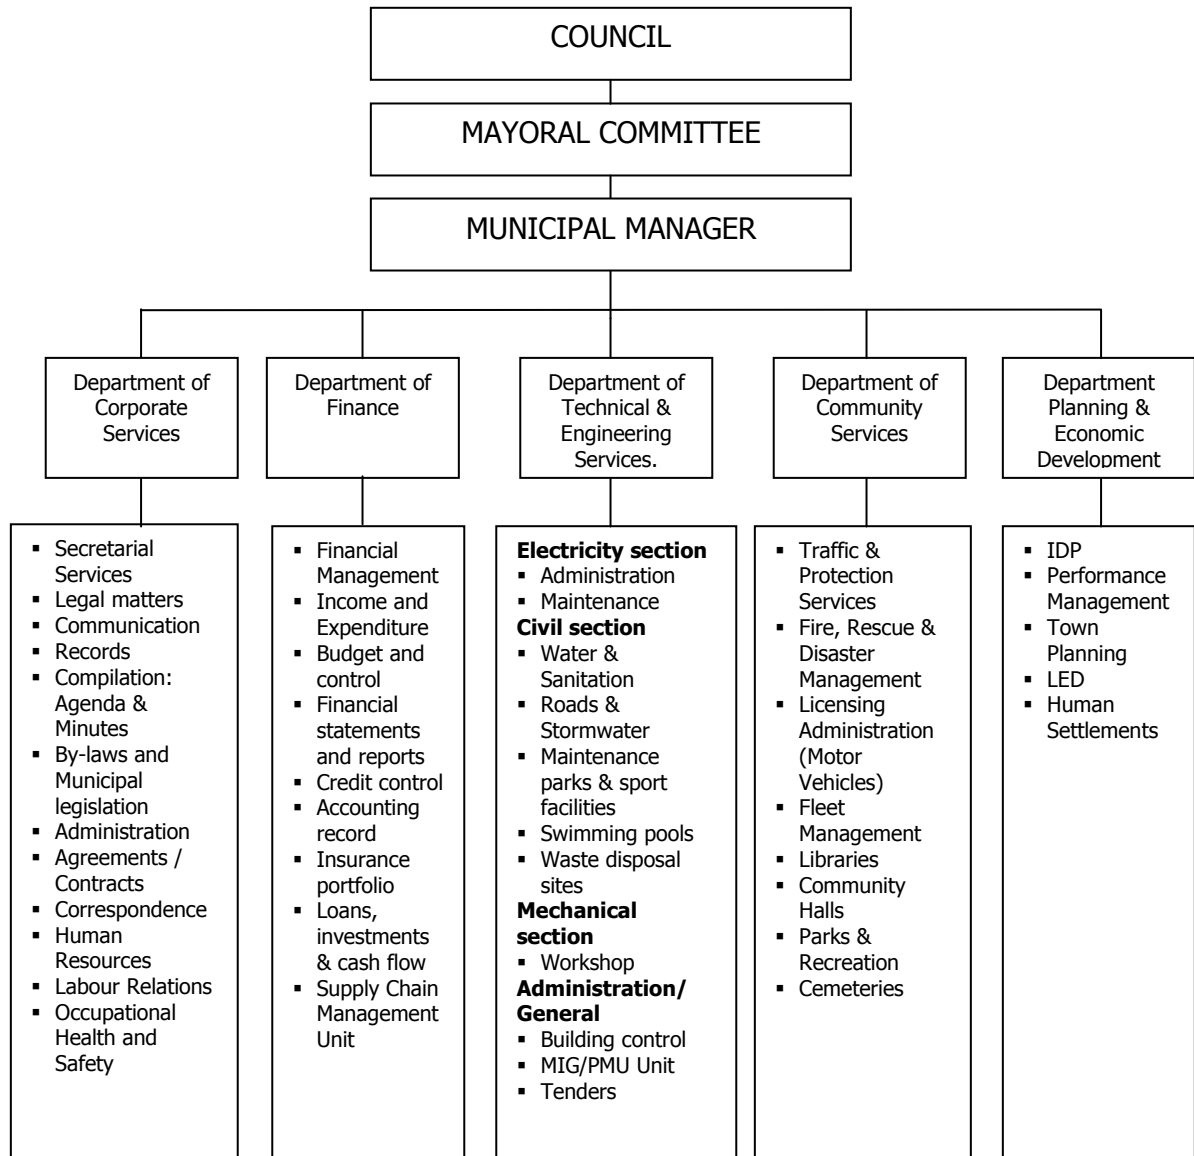 COUNCIL
MAYORAL COMMITTEE
MUNICIPAL MANAGER
Department of
Corporate
Services
Department of
Finance
Department of
Technical &
Engineering
Services.
Department of
Community
Services
Department
Planning &
Economic
Development
▪ Secretarial
Services
▪ Legal matters
▪ Communication
▪ Records
▪ Compilation:
Agenda &
Minutes
▪ By-laws and
Municipal
legislation
▪ Administration
▪ Agreements /
Contracts
▪ Correspondence
▪ Human
Resources
▪ Labour Relations
▪ Occupational
Health and
Safety
▪ Financial
Management
▪ Income and
Expenditure
▪ Budget and
control
▪ Financial
statements
and reports
▪ Credit control
▪ Accounting
record
▪ Insurance
portfolio
▪ Loans,
investments
& cash flow
▪ Supply Chain
Management
Unit
Electricity section
▪ Administration
▪ Maintenance
Civil section
▪ Water &
Sanitation
▪ Roads &
Stormwater
▪ Maintenance
parks & sport
facilities
▪ Swimming pools
▪ Waste disposal
sites
Mechanical
section
▪ Workshop
Administration/
General
▪ Building control
▪ MIG/PMU Unit
▪ Tenders
▪ Traffic &
Protection
Services
▪ Fire, Rescue &
Disaster
Management
▪ Licensing
Administration
(Motor
Vehicles)
▪ Fleet
Management
▪ Libraries
▪ Community
Halls
▪ Parks &
Recreation
▪ Cemeteries
▪ IDP
▪ Performance
Management
▪ Town
Planning
▪ LED
▪ Human
Settlements